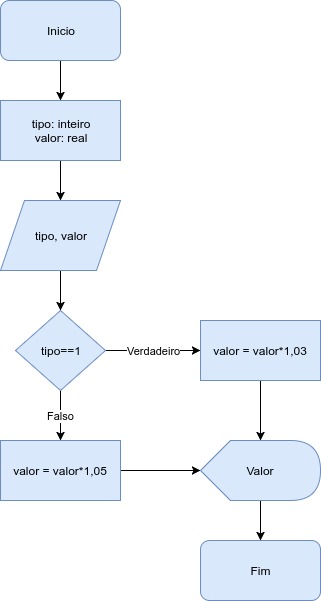 Inicio
tipo: inteiro
valor: real
tipo, valor
tipo==1
Verdadeiro
valor = valor*1,03
Falso
valor = valor*1,05
Valor
Fim